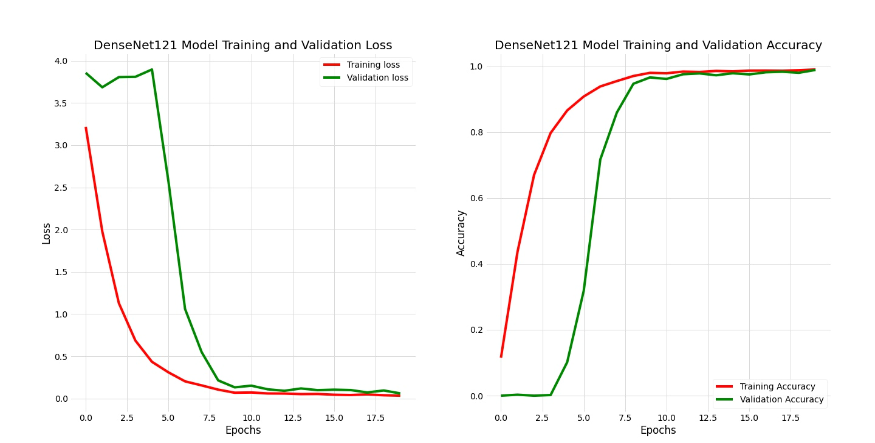 DenseNet121 Model Training and Validation Loss
4.0
3.5
3.0
2.5
2.0
1.5
1.0
0.5
0.0
Loss
Training loss
Validation loss
0.0 2.5 5.0 7.5 10.0 12.5 15.0 17.5
Epochs
DenseNet121 Model Training and Validation Accuracy
1.0
0.8
0.6
0.4
0.2
0.0
Accuracy
Training Accuracy
Validation Accuracy
0.0 2.5 5.0 7.5 10.0 12.5 15.0 17.5
Epochs